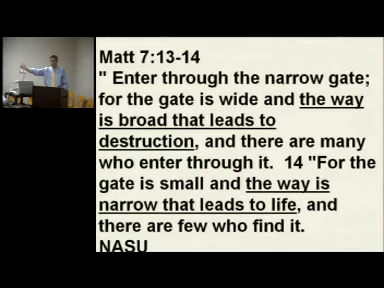 Matt 7:13-14
" Enter through the narrow gate;
for the gate is wide and the way
is broad that leads to
destruction, and there are many
who enter through it.  14 "For the
gate is small and the way is
narrow that leads to life, and
there are few who find it.
NASU